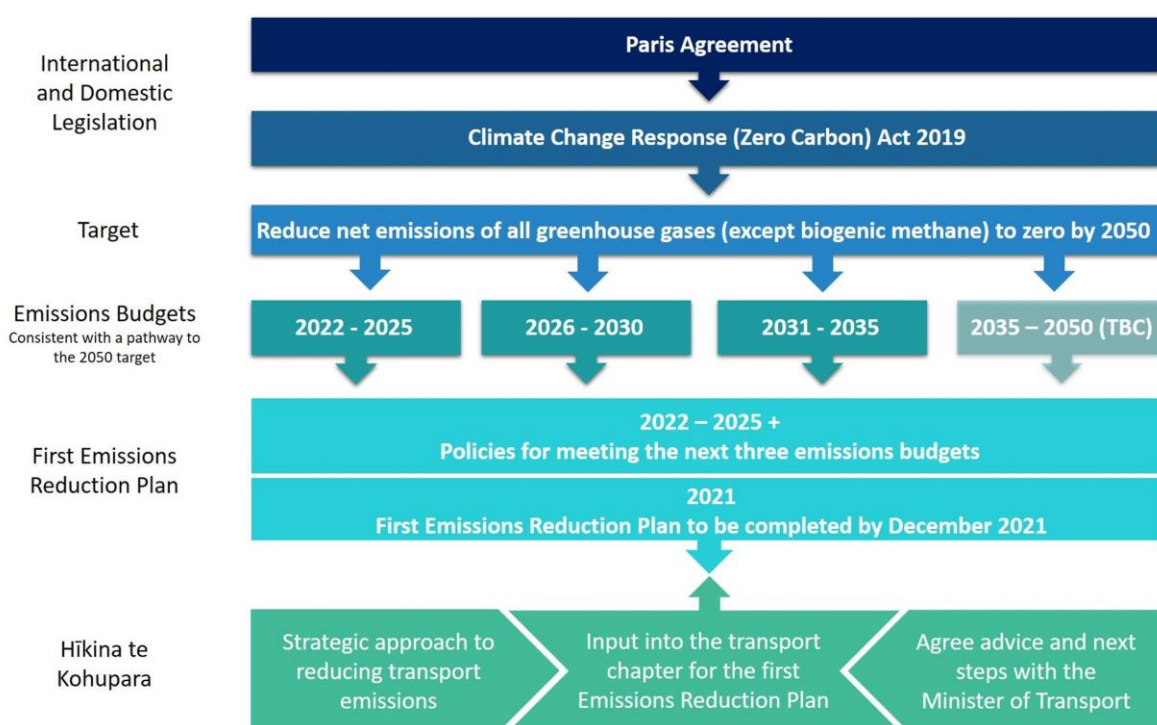 International
and Domestic
Legislation
Paris Agreement
Climate Change Response (Zero Carbon) Act 2019
Target
Reduce net emissions of all greenhouse gases (except biogenic methane) to zero by 2050
Emissions Budgets
Consistent with a pathway to
the 2050 target
2022 - 2025
2026 - 2030
2031 - 2035
2035 – 2050 (TBC)
First Emissions
Reduction Plan
2022 – 2025 +
Policies for meeting the next three emissions budgets
2021
First Emissions Reduction Plan to be completed by December 2021
Hīkina te
Kohupara
Strategic approach to
reducing transport
emissions
Input into the transport
chapter for the first
Emissions Reduction Plan
Agree advice and next
steps with the
Minister of Transport